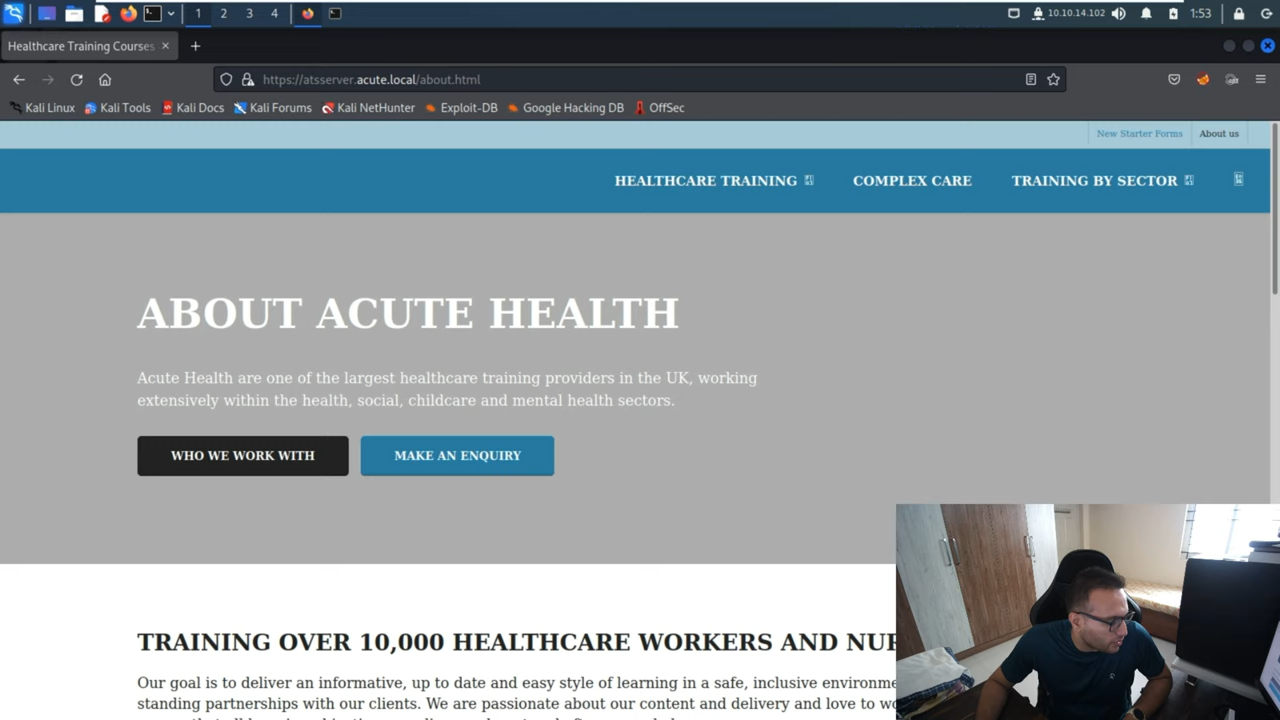 1
2
3
4
10.10.14.102
1:53
Healthcare Training Courses
https://atsserver.acute.local/about.html
Kali Linux
Kali Tools
Kali Docs
Kali Forums
Kali NetHunter
Exploit-DB
Google Hacking DB
OffSec
New Starter Forms
About us
HEALTHCARE TRAINING
COMPLEX CARE
TRAINING BY SECTOR
ABOUT ACUTE HEALTH
Acute Health are one of the largest healthcare training providers in the UK, working
extensively within the health, social, childcare and mental health sectors.
WHO WE WORK WITH
MAKE AN ENQUIRY
TRAINING OVER 10,000 HEALTHCARE WORKERS AND
Our goal is to deliver an informative, up to date and easy style of learning in a safe, inclusive
standing partnerships with our clients. We are passionate about our content and delivery and love to